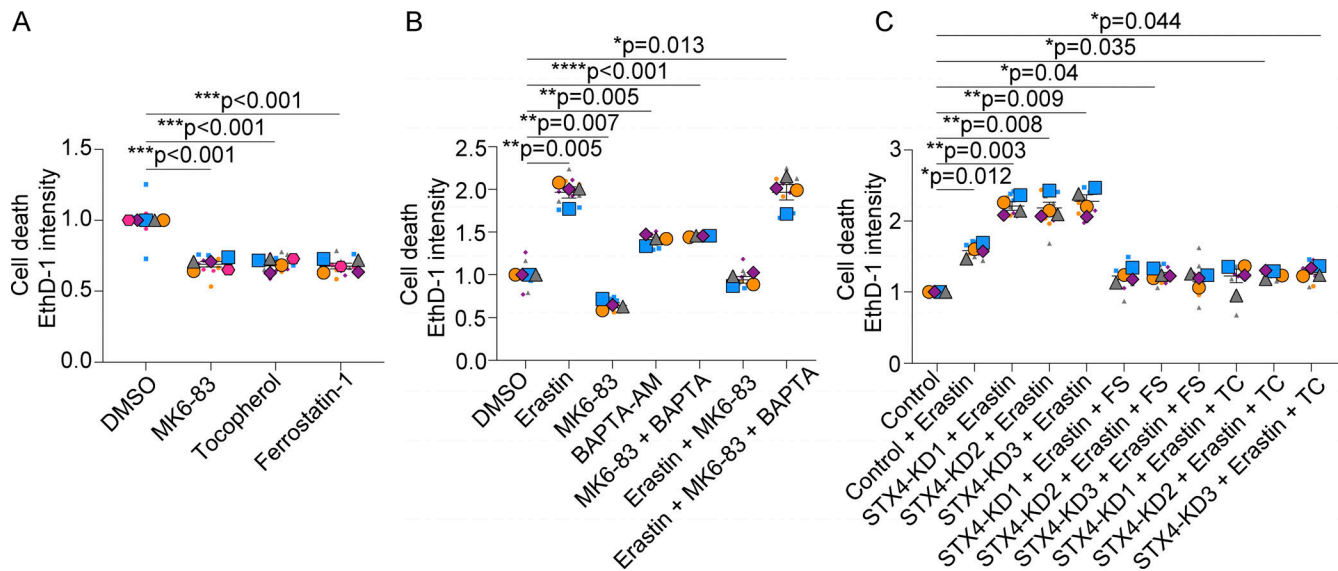 A
***p<0.001
***p<0.001
***p<0.001
Cell death
EthD-1 intensity
1.5
1.0
0.5
0.0
DMSO
MK6-83
Tocopherol
Ferrostatin-1
B
*p=0.013
****p<0.001
**p=0.005
**p=0.007
**p=0.005
Cell death
EthD-1 intensity
2.5
2.0
1.5
1.0
0.5
0.0
DMSO
Erastin
MK6-83
BAPTA-AM
MK6-83 + BAPTA
Erastin + MK6-83
Erastin + MK6-83 + BAPTA
C
*p=0.044
*p=0.035
*p=0.04
**p=0.009
**p=0.008
**p=0.003
*p=0.012
Cell death
EthD-1 intensity
3
2
1
0
Control
Control + Erastin
STX4-KD1 + Erastin
STX4-KD2 + Erastin
STX4-KD3 + Erastin
STX4-KD1 + Erastin + FS
STX4-KD2 + Erastin + FS
STX4-KD3 + Erastin + FS
STX4-KD1 + Erastin + TC
STX4-KD2 + Erastin + TC
STX4-KD3 + Erastin + TC